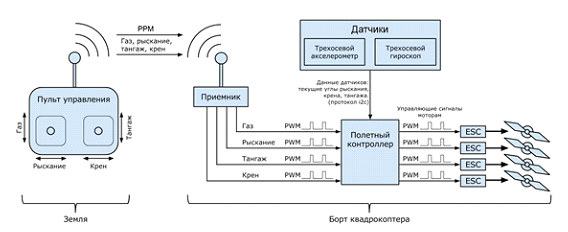 PPM
Газ, рыскание,
тангаж, крен
Датчики
Трехосевой
акселерометр
Трехосевой
гироскоп
Пульт управления
Газ
Тангаж
Рыскание
Крен
Приемник
Данные датчиков:
текущие углы рыскания,
крена, тангажа.
(протокол i2c)
Управляющие сигналы
моторам
Газ
PWM
Рыскание
PWM
Тангаж
PWM
Крен
PWM
Полетный
контроллер
PWM
ESC
PWM
ESC
PWM
ESC
PWM
ESC
Земля
Борт квадрокоптера